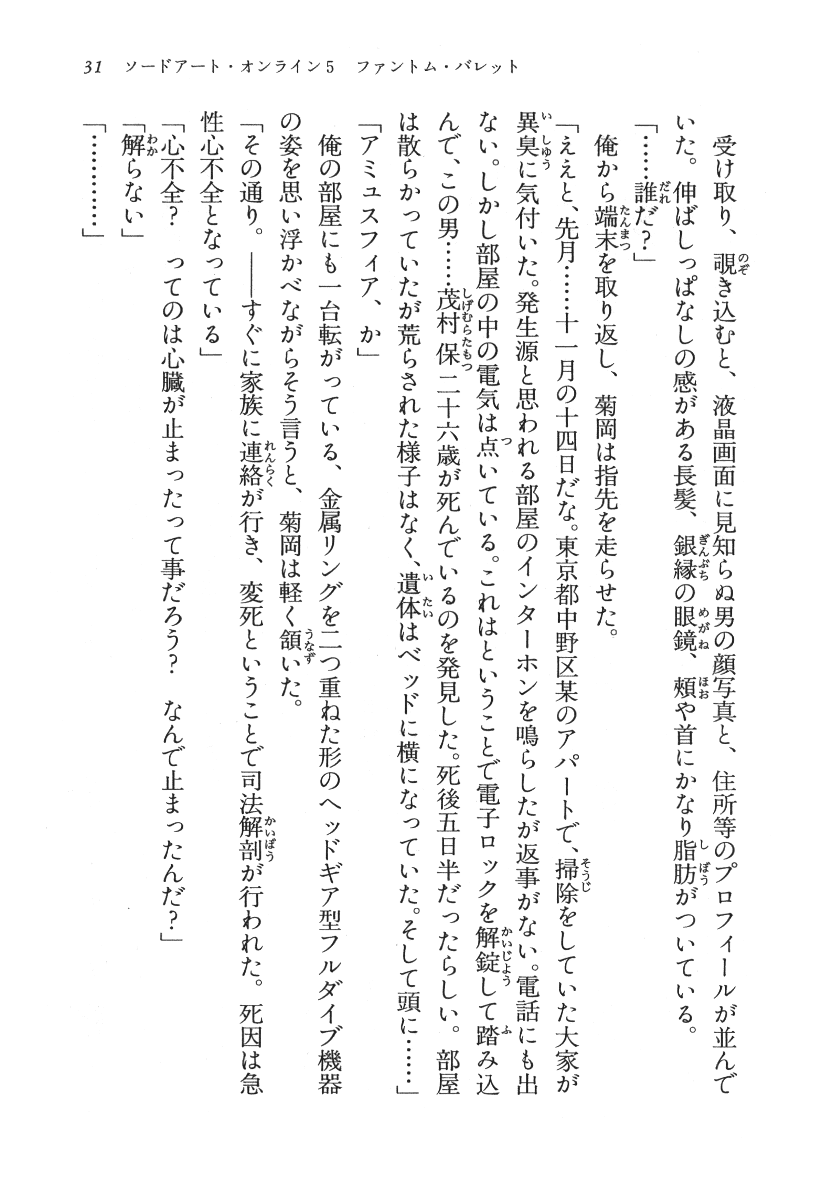 31 ソードアート・オンライン5 ファントム・バレット
　受け取り、覗き込むと、液晶画面に見知らぬ男の顔写真と、住所等のプロフィールが並んで
いた。伸ばしっぱなしの感がある長髪、銀縁の眼鏡、頬や首にかなり脂肪がついている。
「……誰だ？」
　俺から端末を取り返し、菊岡は指先を走らせた。
「ええと、先月……十一月の十四日だな。東京都中野区某のアパートで、掃除をしていた大家が
異臭に気付いた。発生源と思われる部屋のインターホンを鳴らしたが返事がない。電話にも出
ない。しかし部屋の中の電気は点いている。これはということで電子ロックを解錠して踏み込
んで、この男……茂村保二十六歳が死んでいるのを発見した。死後五日半だったらしい。部屋
は散らかっていたが荒らされた様子はなく、遺体はベッドに横になっていた。そして頭に……」
「アミュスフィア、か」
　俺の部屋にも一台転がっている、金属リングを二つ重ねた形のヘッドギア型フルダイブ機器
の姿を思い浮かべながらそう言うと、菊岡は軽く頷いた。
「その通り。――すぐに家族に連絡が行き、変死ということで司法解剖が行われた。死因は急
性心不全となっている」
「心不全？　ってのは心臓が止まったって事だろう？　なんで止まったんだ？」
「解らない」
「…………」